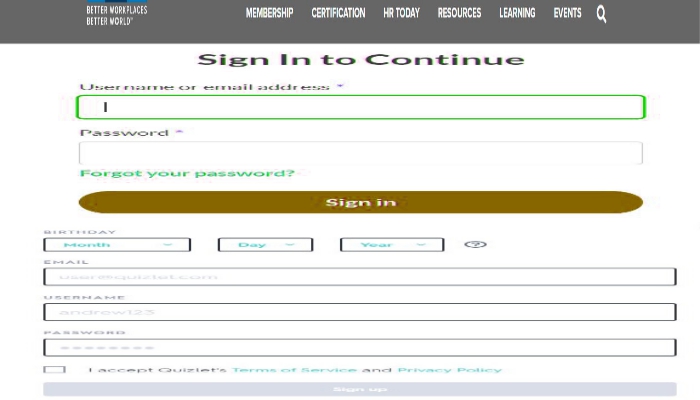 BETTER WORKPLACES
BETTER WORLD™
MEMBERSHIP CERTIFICATION HR TODAY RESOURCES LEARNING EVENTS
Sign In to Continue
Username or email address *
Password *
Forgot your password?
Sign in
BIRTHDAY
Month Day Year ?
EMAIL
user@quizlet.com
USERNAME
andrew123
PASSWORD
••••••••
I accept Quizlet's Terms of Service and Privacy Policy
Sign up